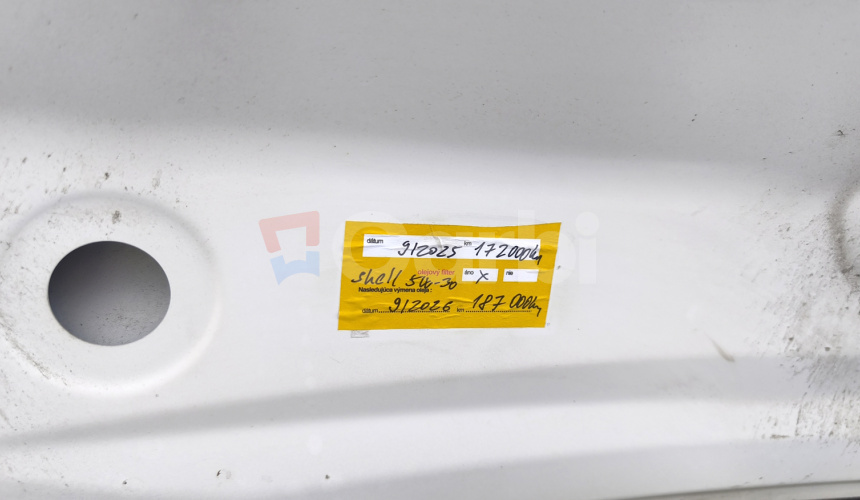 dátum 9/2025 km 172000km
olejový filter áno X nie
Shell 5W-30
Nasledujúca výmena oleja:
dátum 9/2026 km 187000km